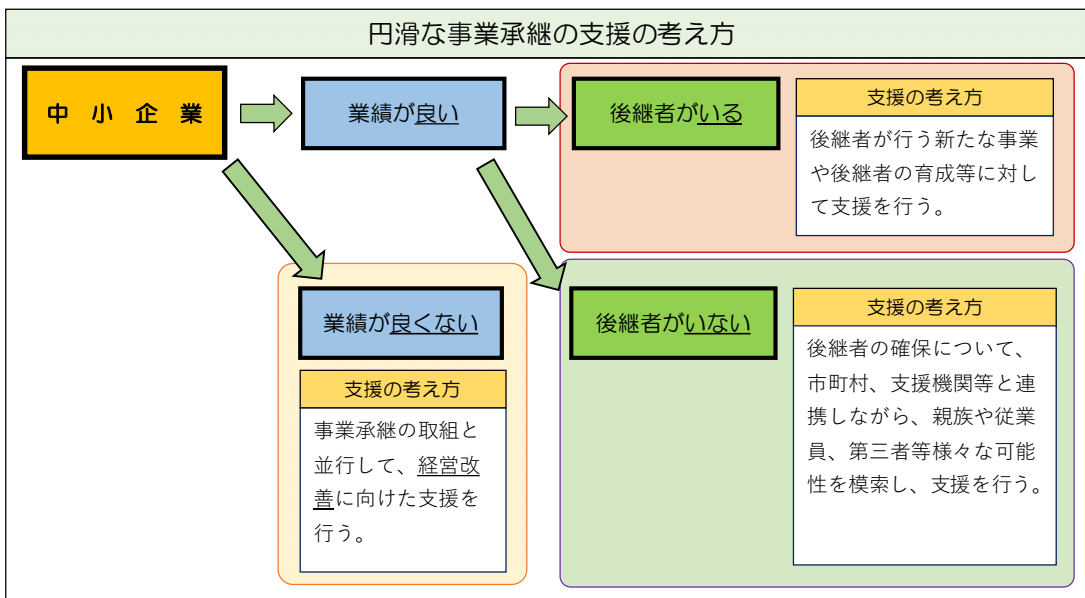 円滑な事業承継の支援の考え方
中小企業
業績が良い
後継者がいる
支援の考え方
後継者が行う新たな事業
や後継者の育成等に対し
て支援を行う。
業績が良くない
支援の考え方
事業承継の取組と
並行して、経営改
善に向けた支援を
行う。
後継者がいない
支援の考え方
後継者の確保について、
市町村、支援機関等と連
携しながら、親族や従業
員、第三者等様々な可能
性を模索し、支援を行う。